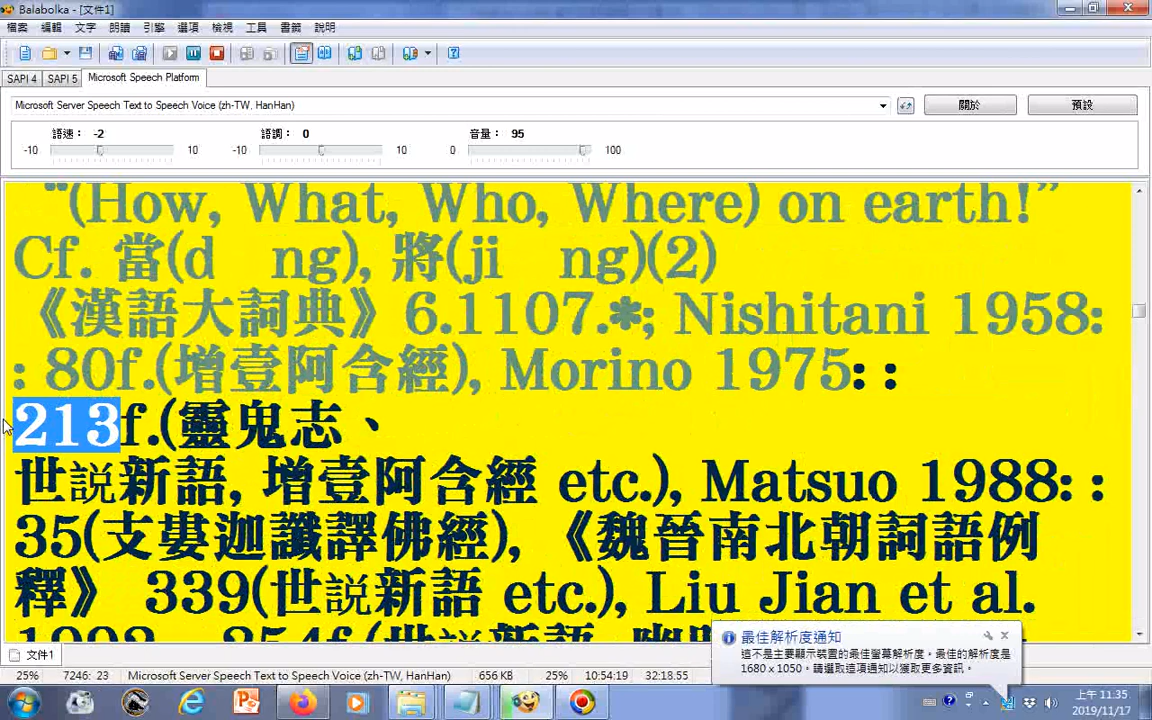 Balabolka - [文件1]
檔案 編輯 文字 朗讀 引擎 選項 檢視 工具 書籤 說明
SAPI 4 SAPI 5 Microsoft Speech Platform
Microsoft Server Speech Text to Speech Voice (zh-TW, HanHan) 關於 預設
語速： -2 語調： 0 音量： 95
-10 10 -10 10 0 100
“(How, What, Who, Where) on earth!”
Cf. 當(d ng), 將(ji ng)(2)
《漢語大詞典》 6.1107.*; Nishitani 1958:
: 80f.(增壹阿含經), Morino 1975: :
213f.(靈鬼志、
世説新語, 增壹阿含經 etc.), Matsuo 1988: :
35(支婁迦讖譯佛經), 《魏晉南北朝詞語例
釋》 339(世説新語 etc.), Liu Jian et al.
最佳解析度通知
這不是主要顯示裝置的最佳螢幕解析度。最佳的解析度是
1680 x 1050。請選取這項通知以獲取更多資訊。
文件1
25% 7246: 23 Microsoft Server Speech Text to Speech Voice (zh-TW, HanHan) 656 KB 25% 10:54:19 32:18.55
上午 11:35
2019/11/17